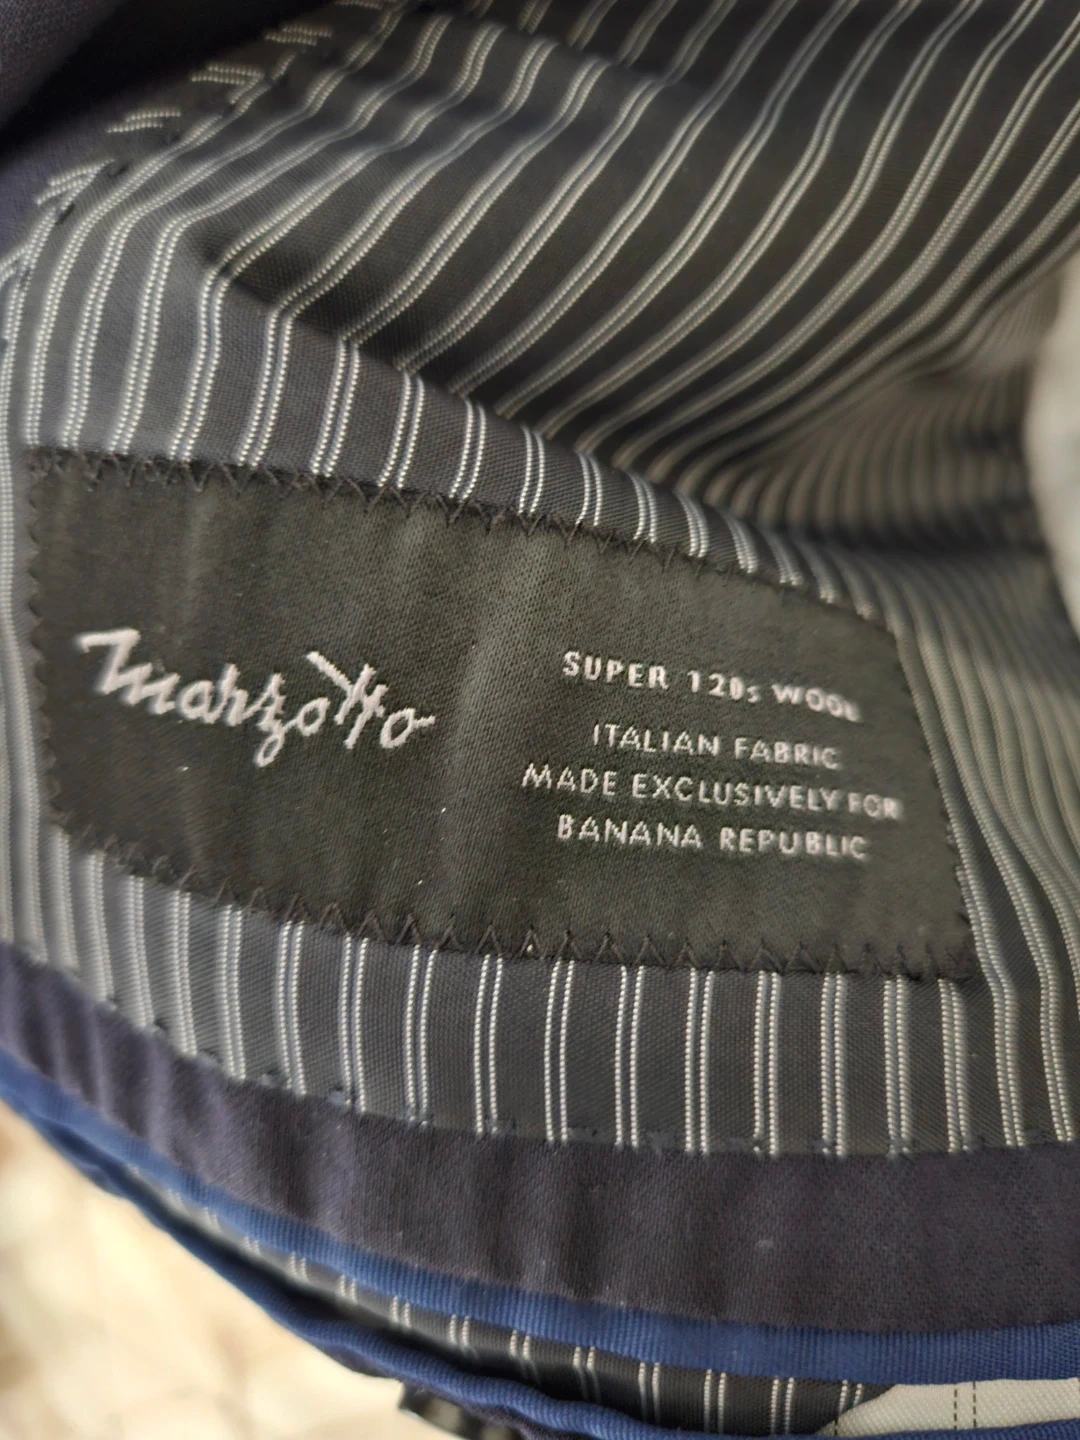 marzotto
SUPER 120s WOOL
ITALIAN FABRIC
MADE EXCLUSIVELY FOR
BANANA REPUBLIC